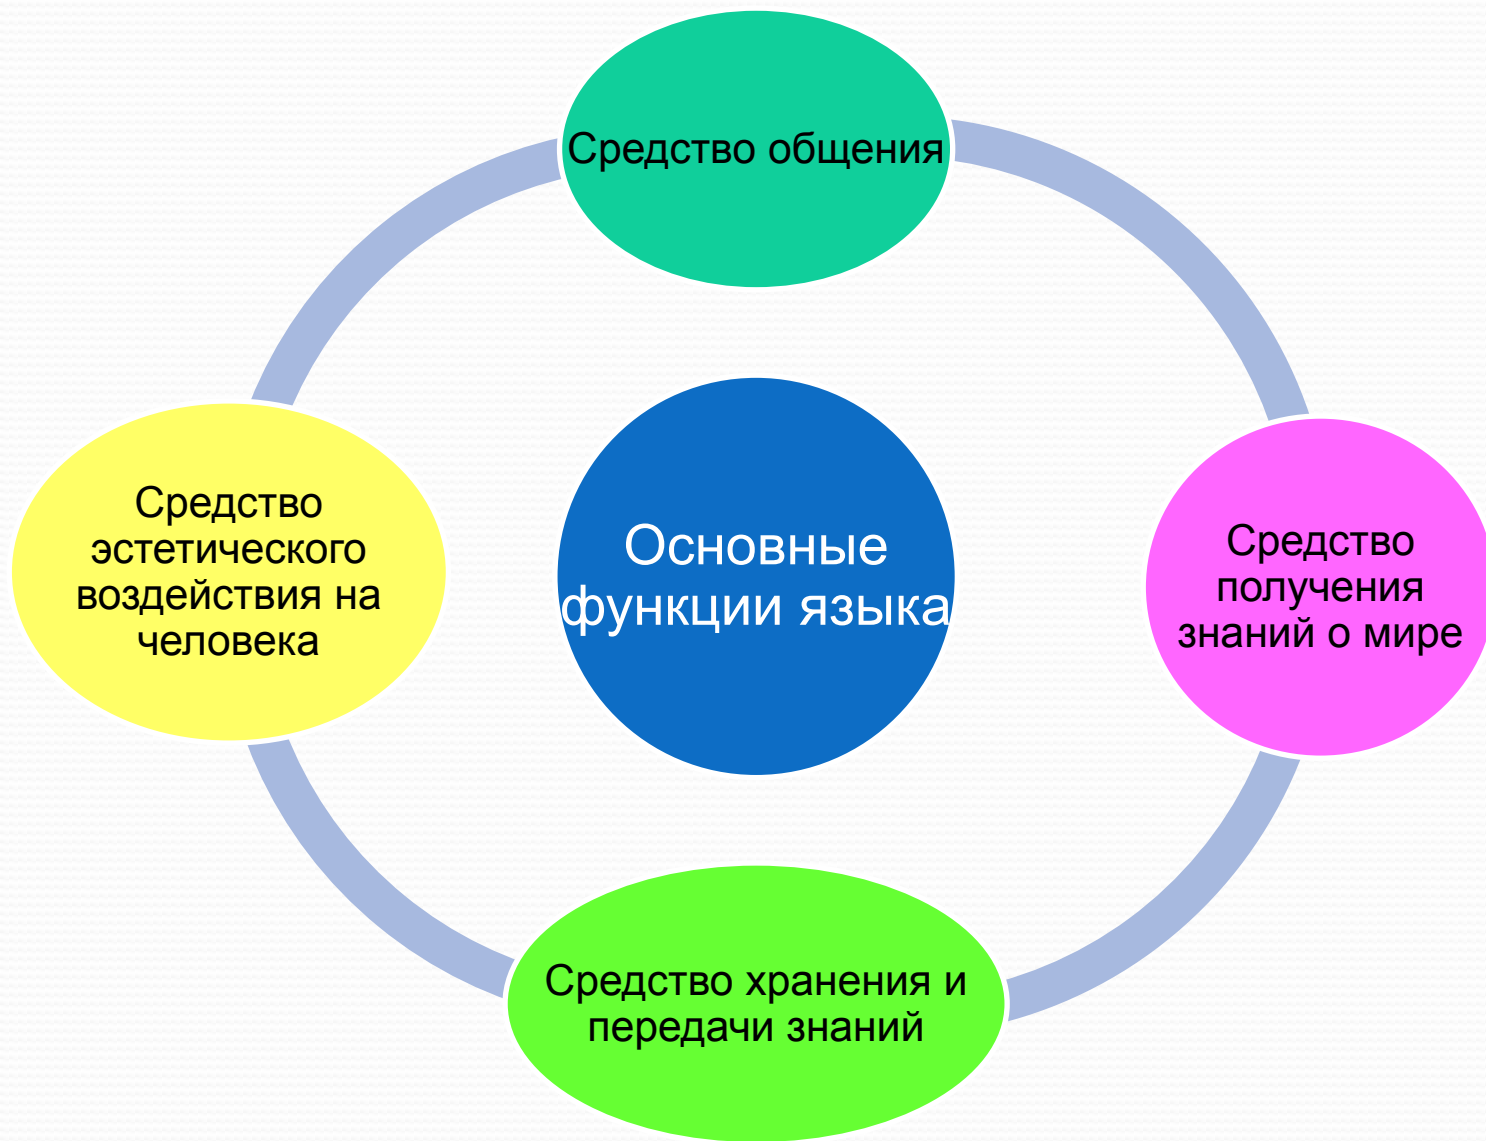 Средство общения
Средство
эстетического
воздействия на
человека
Основные
функции языка
Средство
получения
знаний о мире
Средство хранения и
передачи знаний